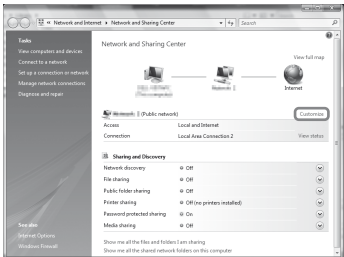 « Network and Internet ▸ Network and Sharing Center
Search
Tasks
View computers and devices
Connect to a network
Set up a connection or network
Manage network connections
Diagnose and repair
See also
Internet Options
Windows Firewall
Network and Sharing Center
View full map
Internet
(Public network)
Customize
Access Local and Internet
Connection Local Area Connection 2 View status
Sharing and Discovery
Network discovery Off
File sharing Off
Public folder sharing Off
Printer sharing Off (no printers installed)
Password protected sharing On
Media sharing Off
Show me all the files and folders I am sharing
Show me all the shared network folders on this computer